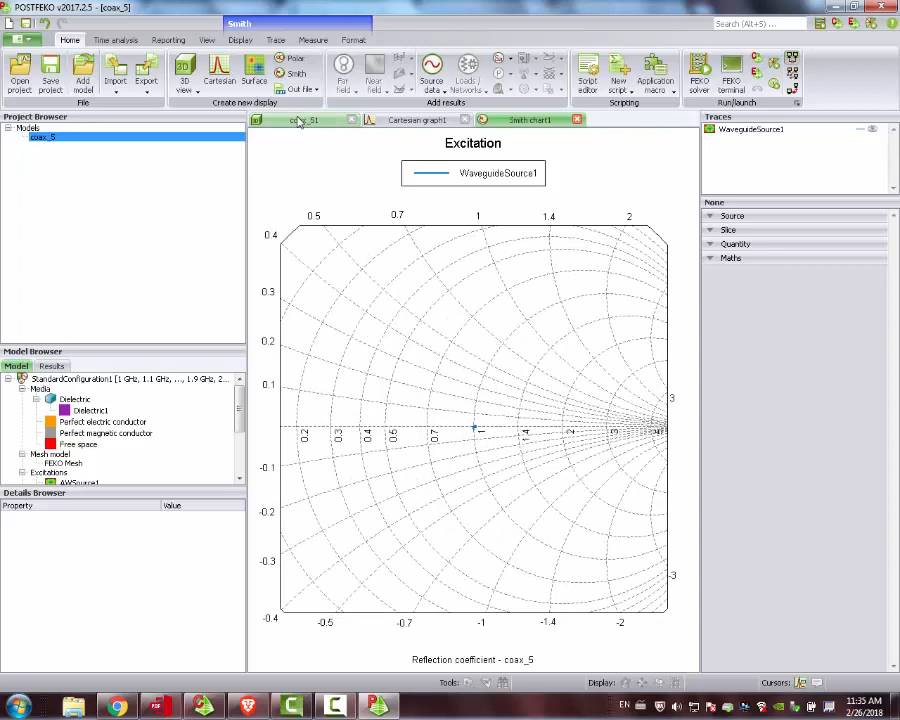 POSTFEKO v2017.2.5 - [coax_5]
Smith
Search (Alt+S) ...
Home Time analysis Reporting View Display Trace Measure Format
Open project
Save project
Add model
Import
Export
File
3D view
Cartesian
Surface
Polar
Smith
Out file
Create new display
Far field
Near field
Source data
Loads / Networks
Add results
Script editor
New script
Application macro
Scripting
FEKO solver
FEKO terminal
Run/launch
Project Browser
Models
coax_5
Cartesian graph1
Smith chart1
Traces
WaveguideSource1
None
Source
Slice
Quantity
Maths
Excitation
WaveguideSource1
0.5 0.7 1 1.4 2
0.4
0.3
0.2
0.1
3
0.2 0.3 0.4 0.5 0.7 1 1.4 2 3
-0.1
-0.2
-0.3
-3
-0.4
-0.5 -0.7 -1 -1.4 -2
Reflection coefficient - coax_5
Model Browser
Model Results
StandardConfiguration1 [1 GHz, 1.1 GHz, ..., 1.9 GHz, 2...
Media
Dielectric
Dielectric1
Perfect electric conductor
Perfect magnetic conductor
Free space
Mesh model
FEKO Mesh
Excitations
AWSource1
Details Browser
Property Value
Tools:
Display:
Cursors:
EN
11:35 AM
2/26/2018